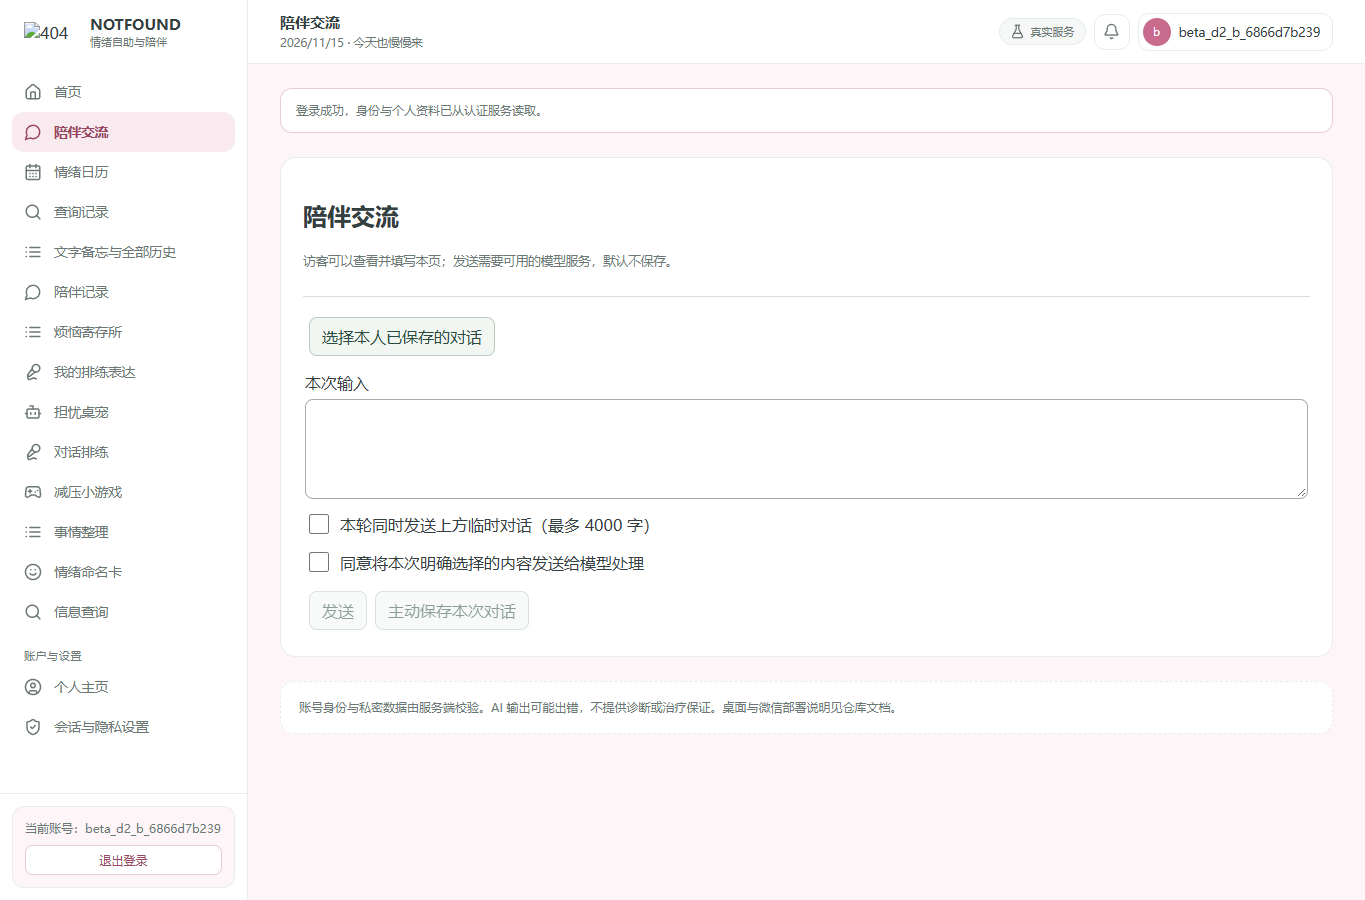 404
NOTFOUND
情绪自助与陪伴
首页
陪伴交流
情绪日历
查询记录
文字备忘与全部历史
陪伴记录
烦恼寄存所
我的排练表达
担忧桌宠
对话排练
减压小游戏
事情整理
情绪命名卡
信息查询
账户与设置
个人主页
会话与隐私设置
当前账号：beta_d2_b_6866d7b239
退出登录
陪伴交流
2026/11/15 · 今天也慢慢来
真实服务
b
beta_d2_b_6866d7b239
登录成功，身份与个人资料已从认证服务读取。
陪伴交流
访客可以查看并填写本页；发送需要可用的模型服务，默认不保存。
选择本人已保存的对话
本次输入
本轮同时发送上方临时对话（最多 4000 字）
同意将本次明确选择的内容发送给模型处理
发送
主动保存本次对话
账号身份与私密数据由服务端校验。AI 输出可能出错，不提供诊断或治疗保证。桌面与微信部署说明见仓库文档。